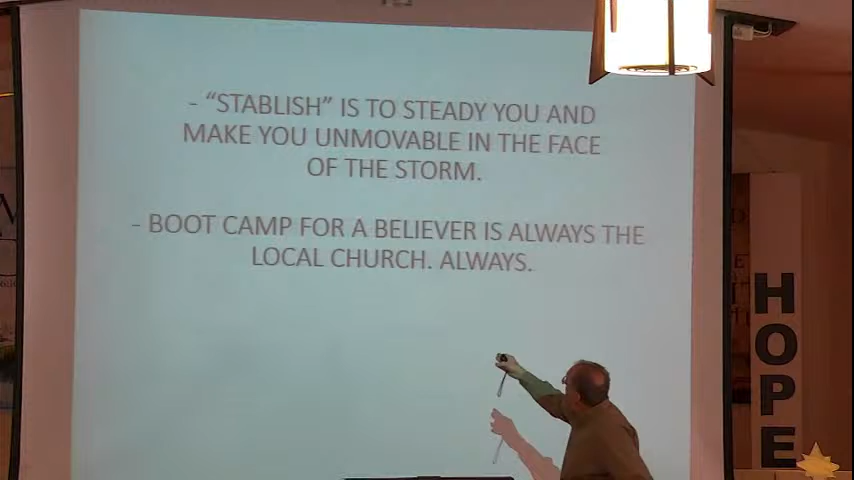 - “STABLISH” IS TO STEADY YOU AND
MAKE YOU UNMOVABLE IN THE FACE
OF THE STORM.
- BOOT CAMP FOR A BELIEVER IS ALWAYS THE
LOCAL CHURCH. ALWAYS.
HOPE